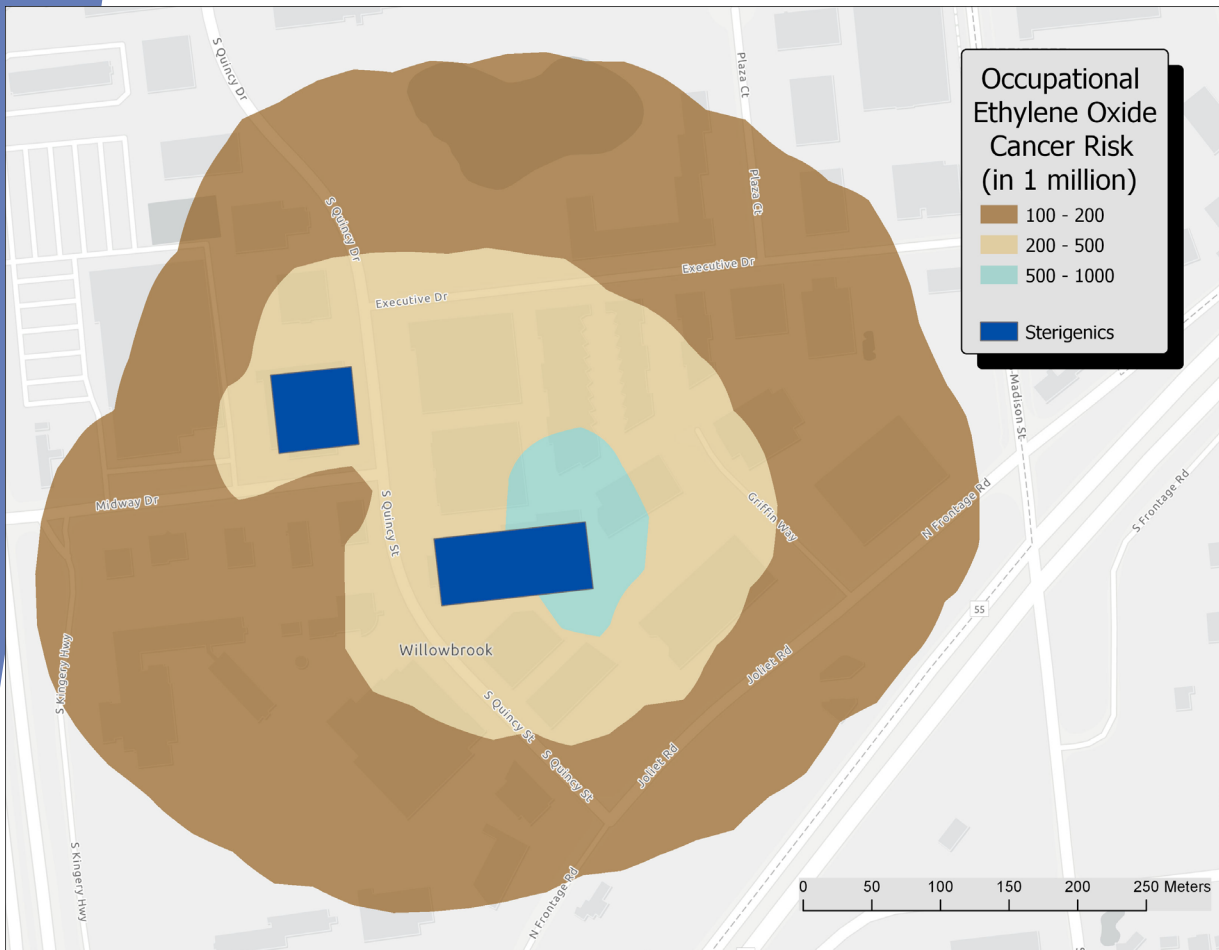 S Quincy Dr
Plaza Ct
Occupational
Ethylene Oxide
Cancer Risk
(in 1 million)
100 - 200
200 - 500
500 - 1000
Sterigenics
Plaza Ct
S Quincy Dr
Executive Dr
Executive Dr
Madison St
Midway Dr
S Quincy St
Griffin Way
N Frontage Rd
S Frontage Rd
55
Willowbrook
S Kingery Hwy
Joliet Rd
S Quincy St
S Quincy St
Joliet Rd
S Kingery Hwy
N Frontage Rd
0 50 100 150 200 250 Meters